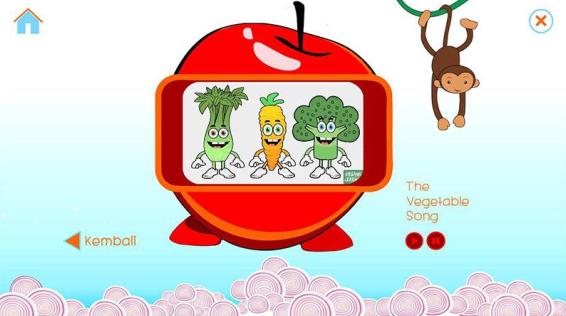 The
Vegetable
Song
Kembali